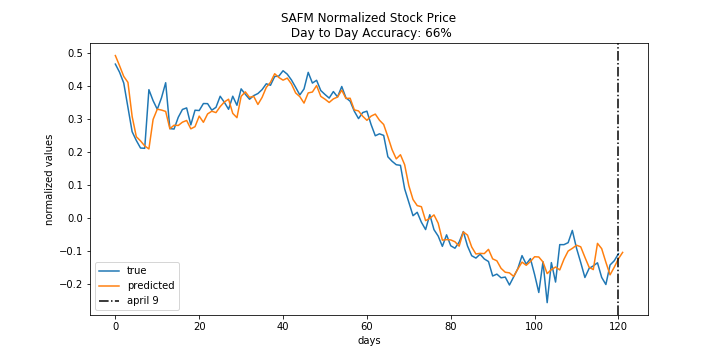 SAFM Normalized Stock Price
Day to Day Accuracy: 66%
normalized values
0.5
0.4
0.3
0.2
0.1
0.0
−0.1
−0.2
true
predicted
april 9
0 20 40 60 80 100 120
days